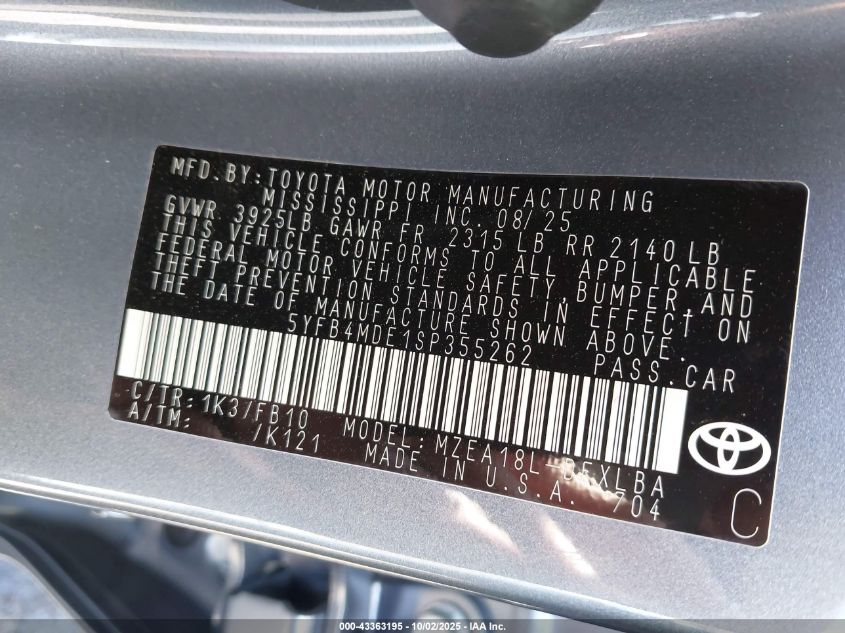 MFD. BY: TOYOTA MOTOR MANUFACTURING
MISSISSIPPI INC. 08/25
GVWR 3925LB GAWR FR 2315 LB RR 2140 LB
THIS VEHICLE CONFORMS TO ALL APPLICABLE
FEDERAL MOTOR VEHICLE SAFETY, BUMPER, AND
THEFT PREVENTION STANDARDS IN EFFECT ON
THE DATE OF MANUFACTURE SHOWN ABOVE.
5YFB4MDE1SP355262 PASS. CAR
C/TR: 1K3/FB10 MODEL: MZEA18L-BEXLBA
A/TM: /K121 MADE IN U.S.A. 704
C
000-43363195 - 10/02/2025 - IAA Inc.